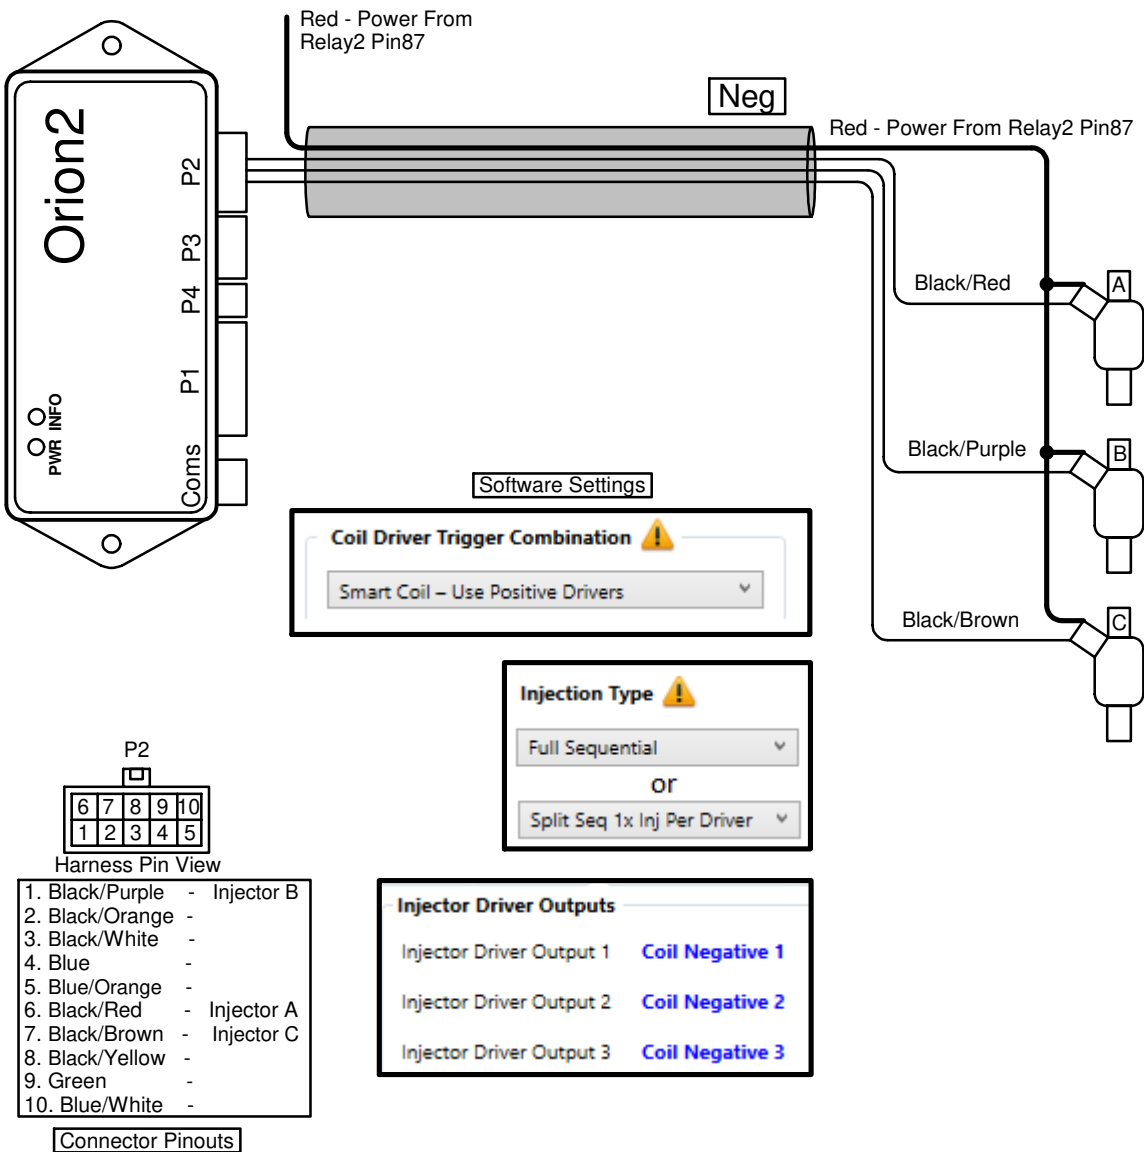 Red - Power From
Relay2 Pin87
Neg
Red - Power From Relay2 Pin87
Orion2
P2
P3
P4
P1
Coms
INFO
PWR
Black/Red
A
Black/Purple
B
Black/Brown
C
Software Settings
Coil Driver Trigger Combination
Smart Coil – Use Positive Drivers
Injection Type
Full Sequential
or
Split Seq 1x Inj Per Driver
Injector Driver Outputs
Injector Driver Output 1 Coil Negative 1
Injector Driver Output 2 Coil Negative 2
Injector Driver Output 3 Coil Negative 3
P2
6 7 8 9 10
1 2 3 4 5
Harness Pin View
1. Black/Purple - Injector B
2. Black/Orange -
3. Black/White -
4. Blue -
5. Blue/Orange -
6. Black/Red - Injector A
7. Black/Brown - Injector C
8. Black/Yellow -
9. Green -
10. Blue/White -
Connector Pinouts